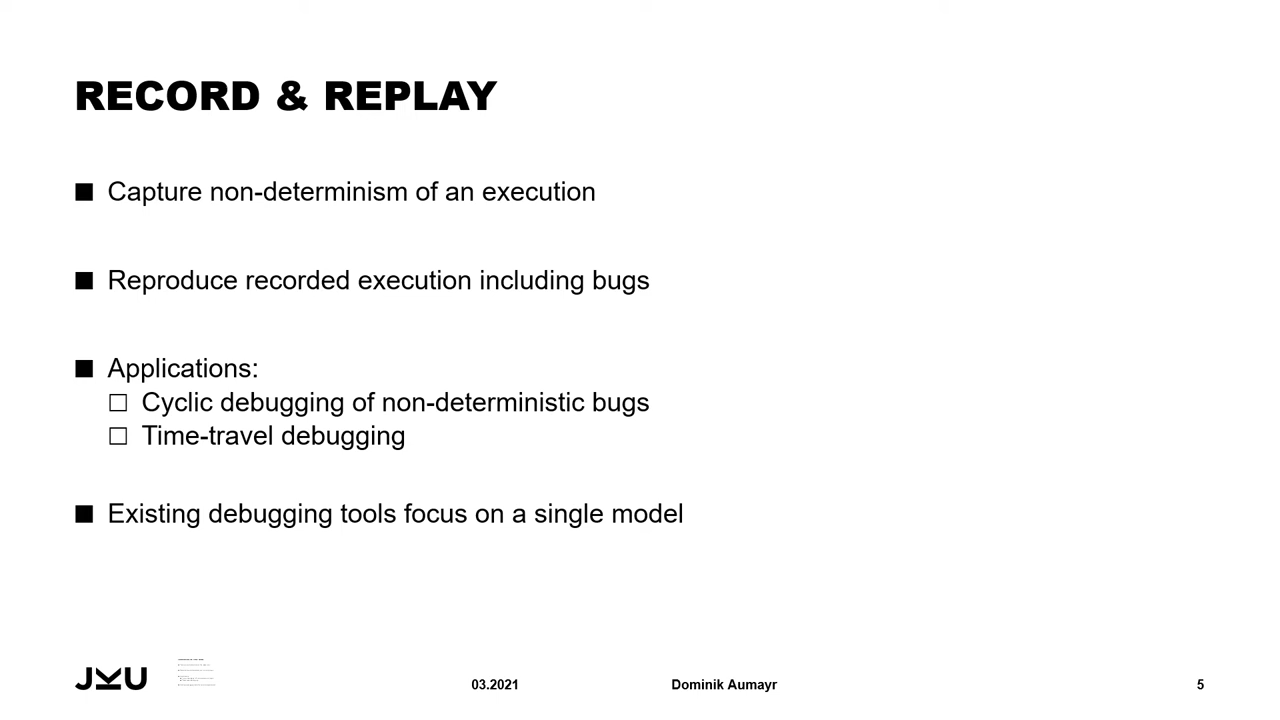 RECORD & REPLAY
Capture non-determinism of an execution
Reproduce recorded execution including bugs
Applications:
Cyclic debugging of non-deterministic bugs
Time-travel debugging
Existing debugging tools focus on a single model
JKU
03.2021
Dominik Aumayr
5